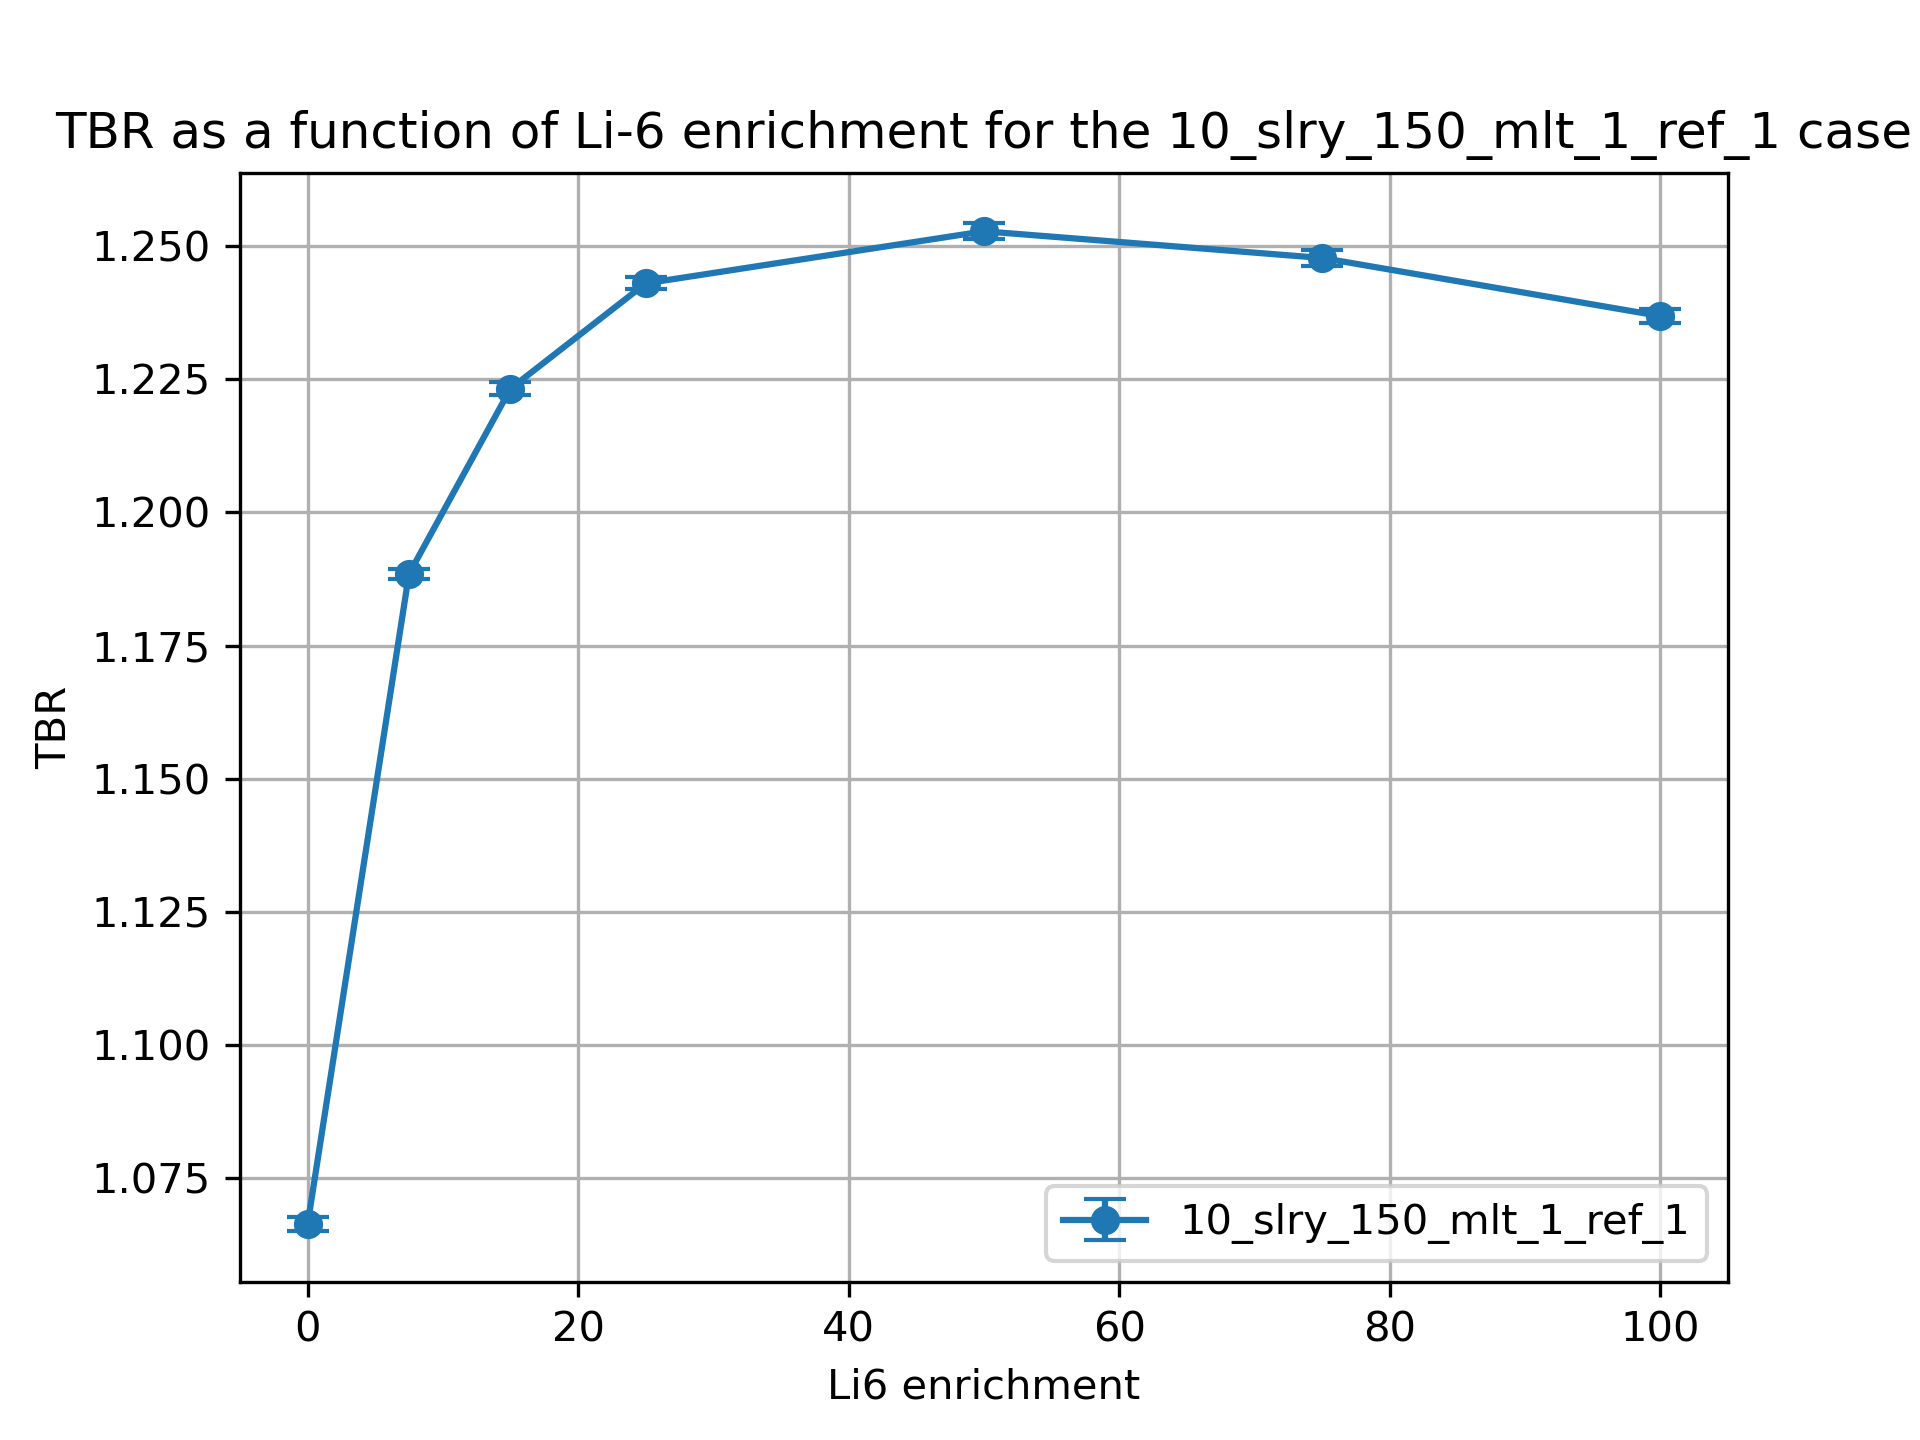 TBR as a function of Li-6 enrichment for the 10_slry_150_mlt_1_ref_1 case
1.250
1.225
1.200
1.175
1.150
1.125
1.100
1.075
TBR
10_slry_150_mlt_1_ref_1
0 20 40 60 80 100
Li6 enrichment